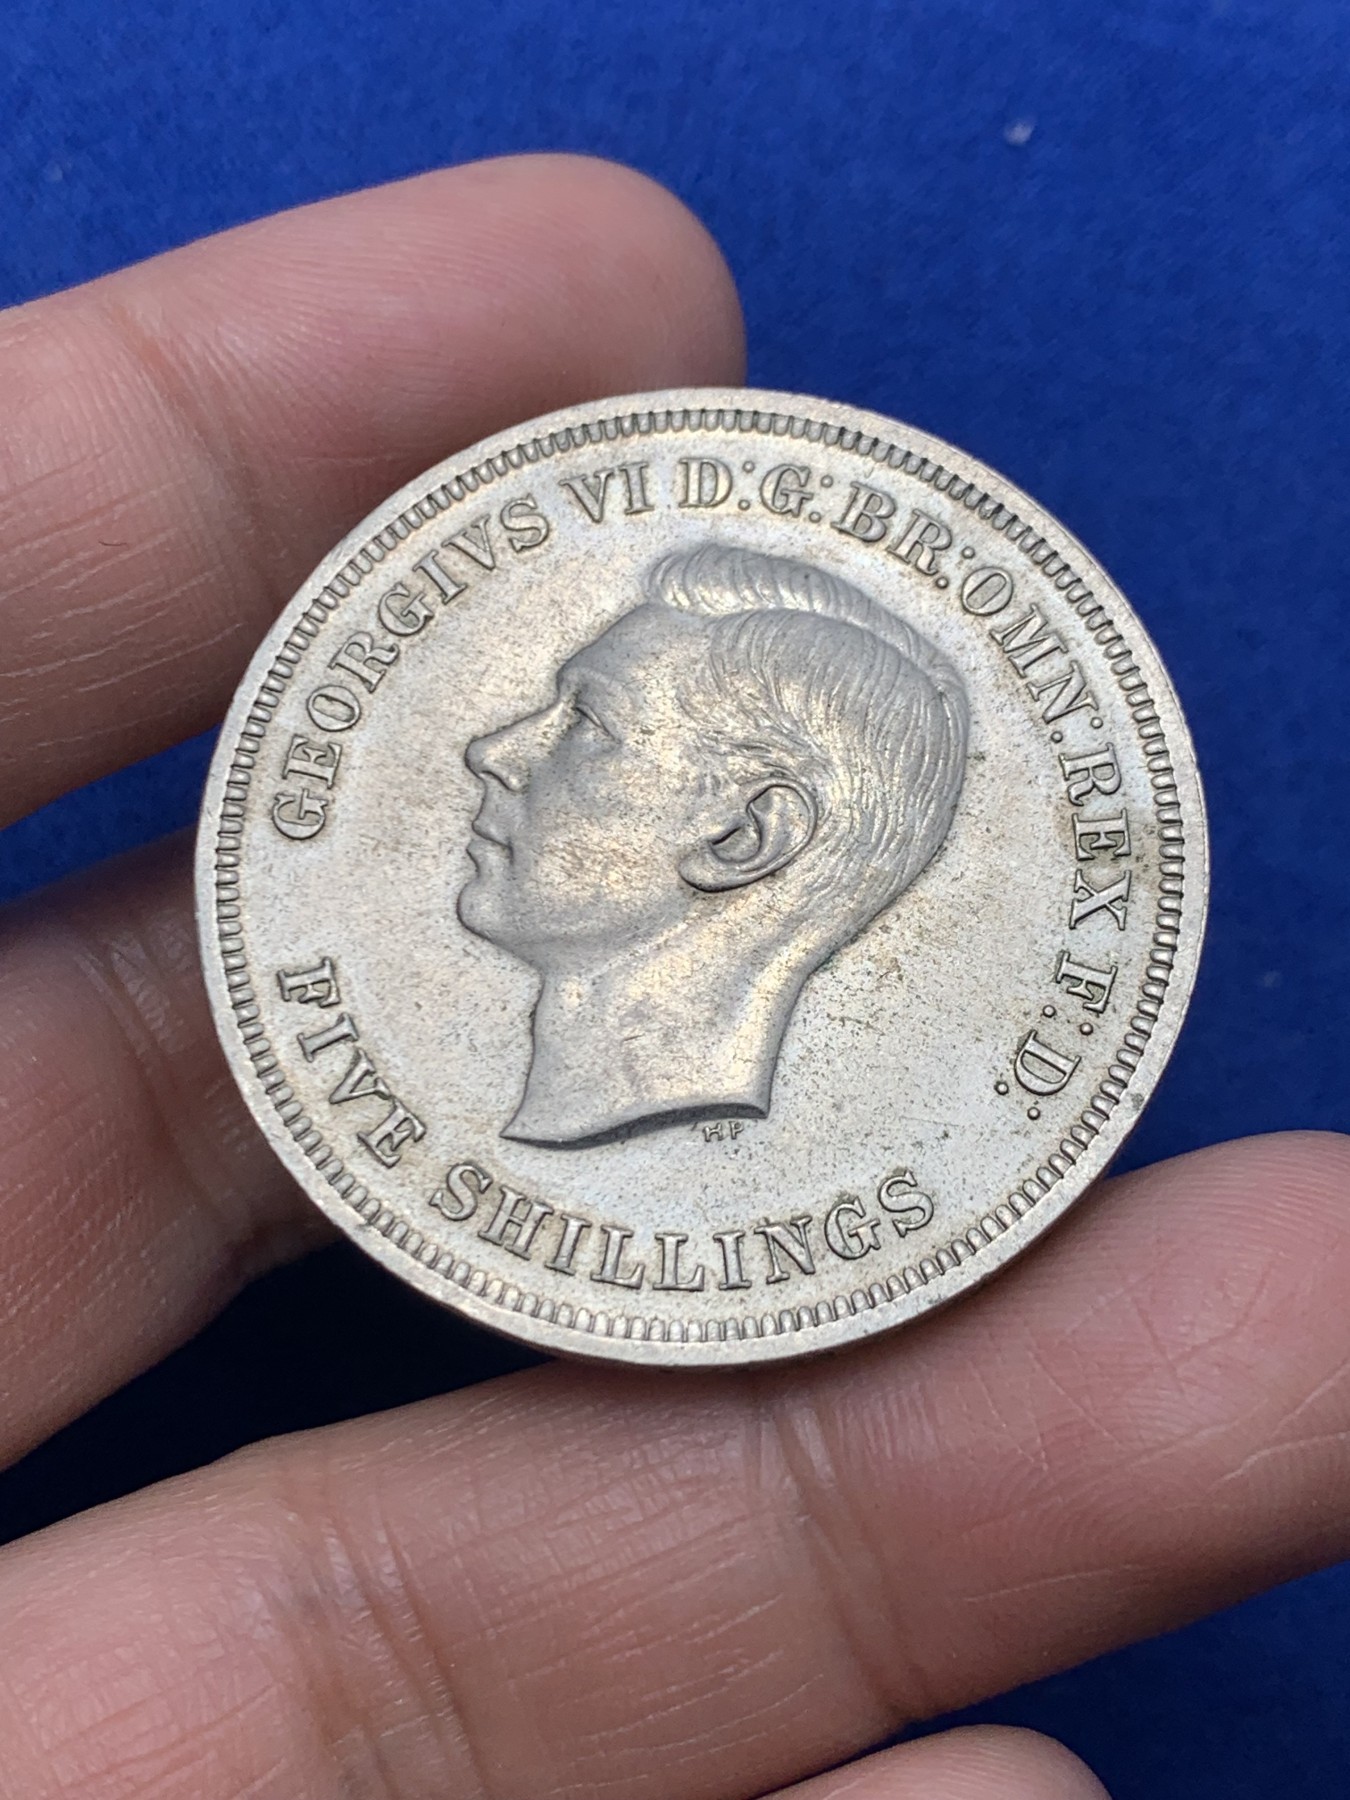 GEORGIVS VI D:G:BR:OMN:REX F:D:
FIVE SHILLINGS
HP